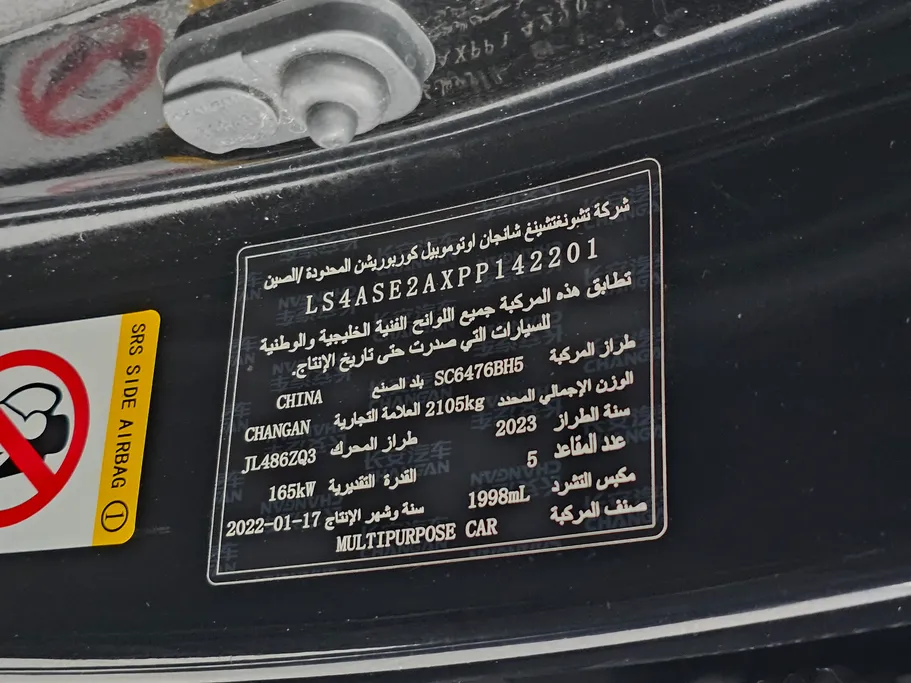 شركة تشونغتشينغ شانجان اوتوموبيل كوربوريشن المحدودة /الصين
LS4ASE2AXPP142201
تطابق هذه المركبة جميع اللوائح الفنية الخليجية والوطنية
للسيارات التي صدرت حتى تاريخ الإنتاج.
طراز المركبة SC6476BH5 بلد الصنع CHINA
الوزن الإجمالي المحدد 2105kg العلامة التجارية CHANGAN
سنة الطراز 2023 طراز المحرك JL486ZQ3
عدد المقاعد 5 القدرة التقديرية 165kW
مكبس التشرد 1998mL سنة وشهر الإنتاج 2022-01-17
صنف المركبة MULTIPURPOSE CAR
SRS SIDE AIRBAG ①